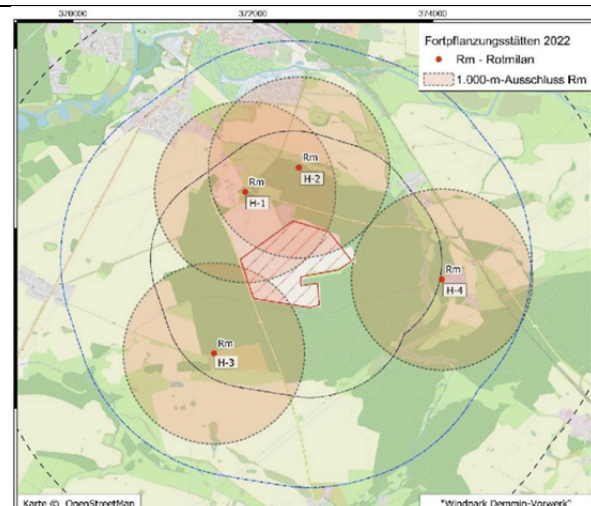 370000
372000
374000
Fortpflanzungsstätten 2022
Rm - Rotmilan
1.000-m-Ausschluss Rm
Rm
H-2
Rm
H-1
Rm
H-4
Rm
H-3
Karte © OpenStreetMap
"Windpark Demmin-Vorwerk"